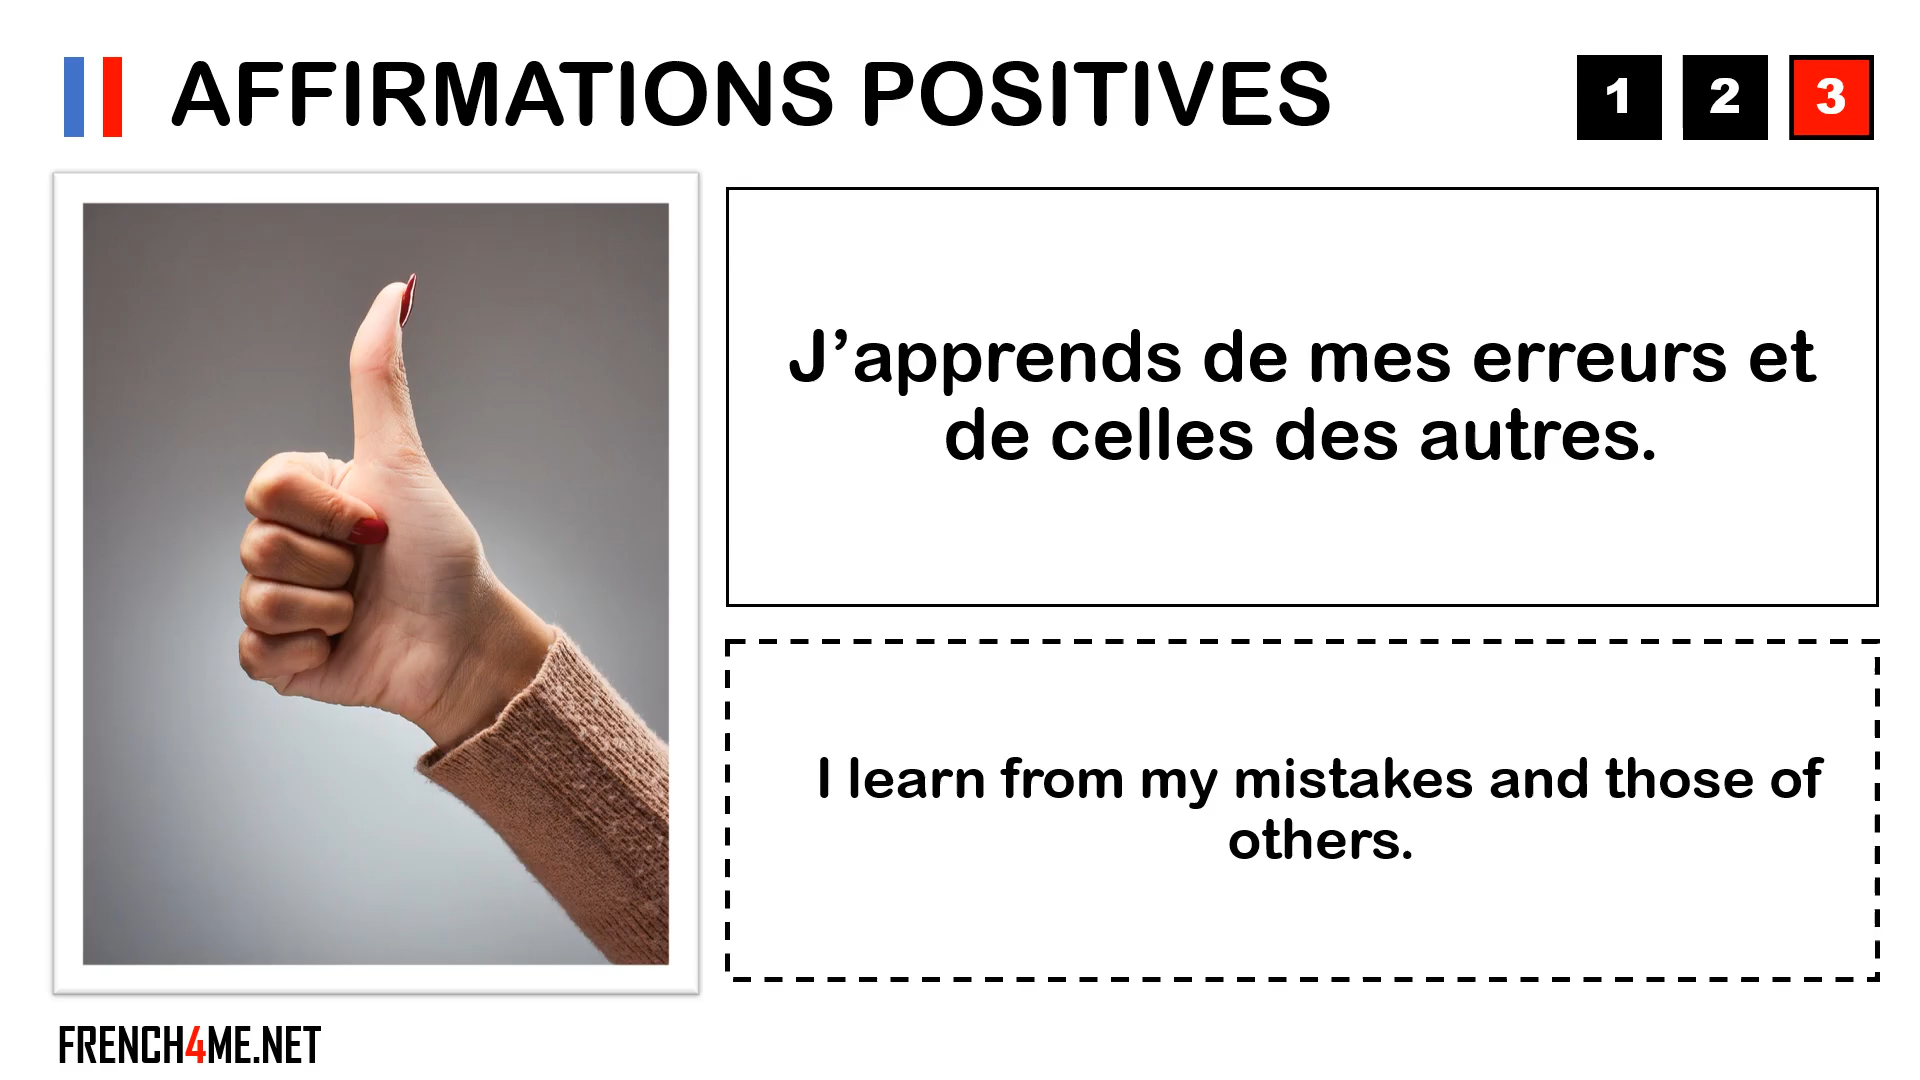 AFFIRMATIONS POSITIVES
1 2 3
J’apprends de mes erreurs et
de celles des autres.
I learn from my mistakes and those of
others.
FRENCH4ME.NET